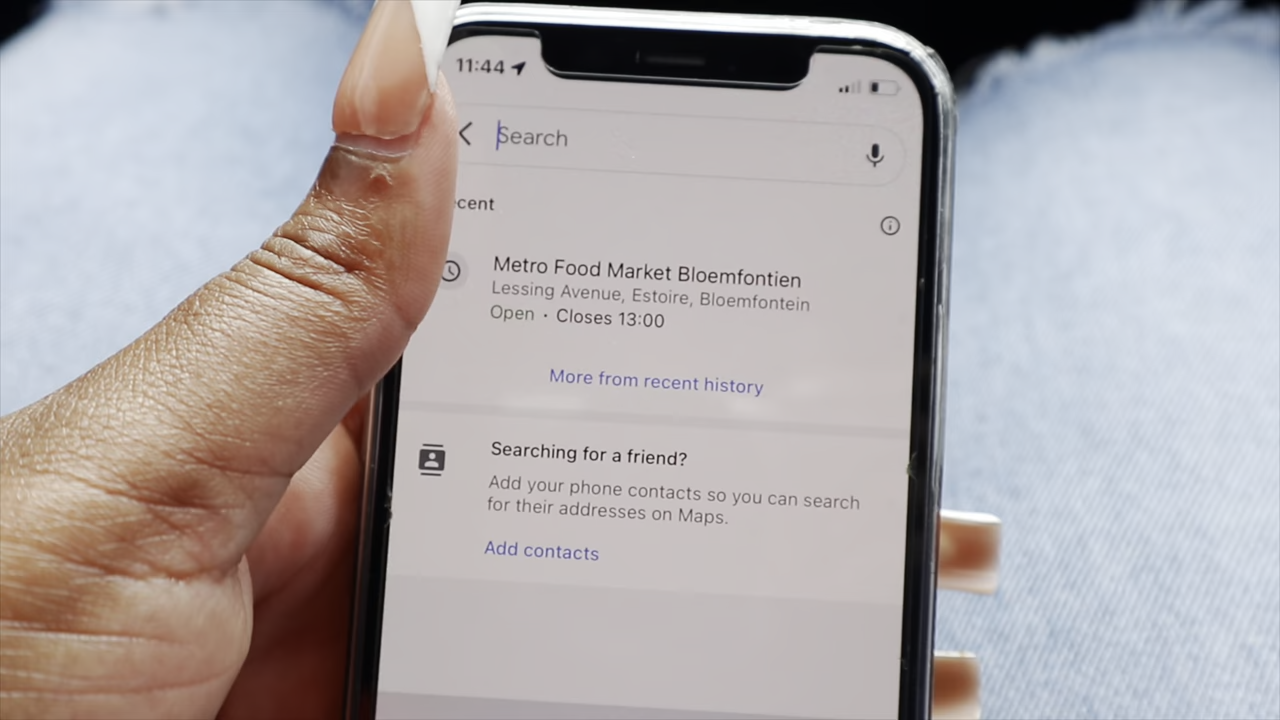 11:44
Search
ecent
Metro Food Market Bloemfontien
Lessing Avenue, Estoire, Bloemfontein
Open · Closes 13:00
More from recent history
Searching for a friend?
Add your phone contacts so you can search
for their addresses on Maps.
Add contacts